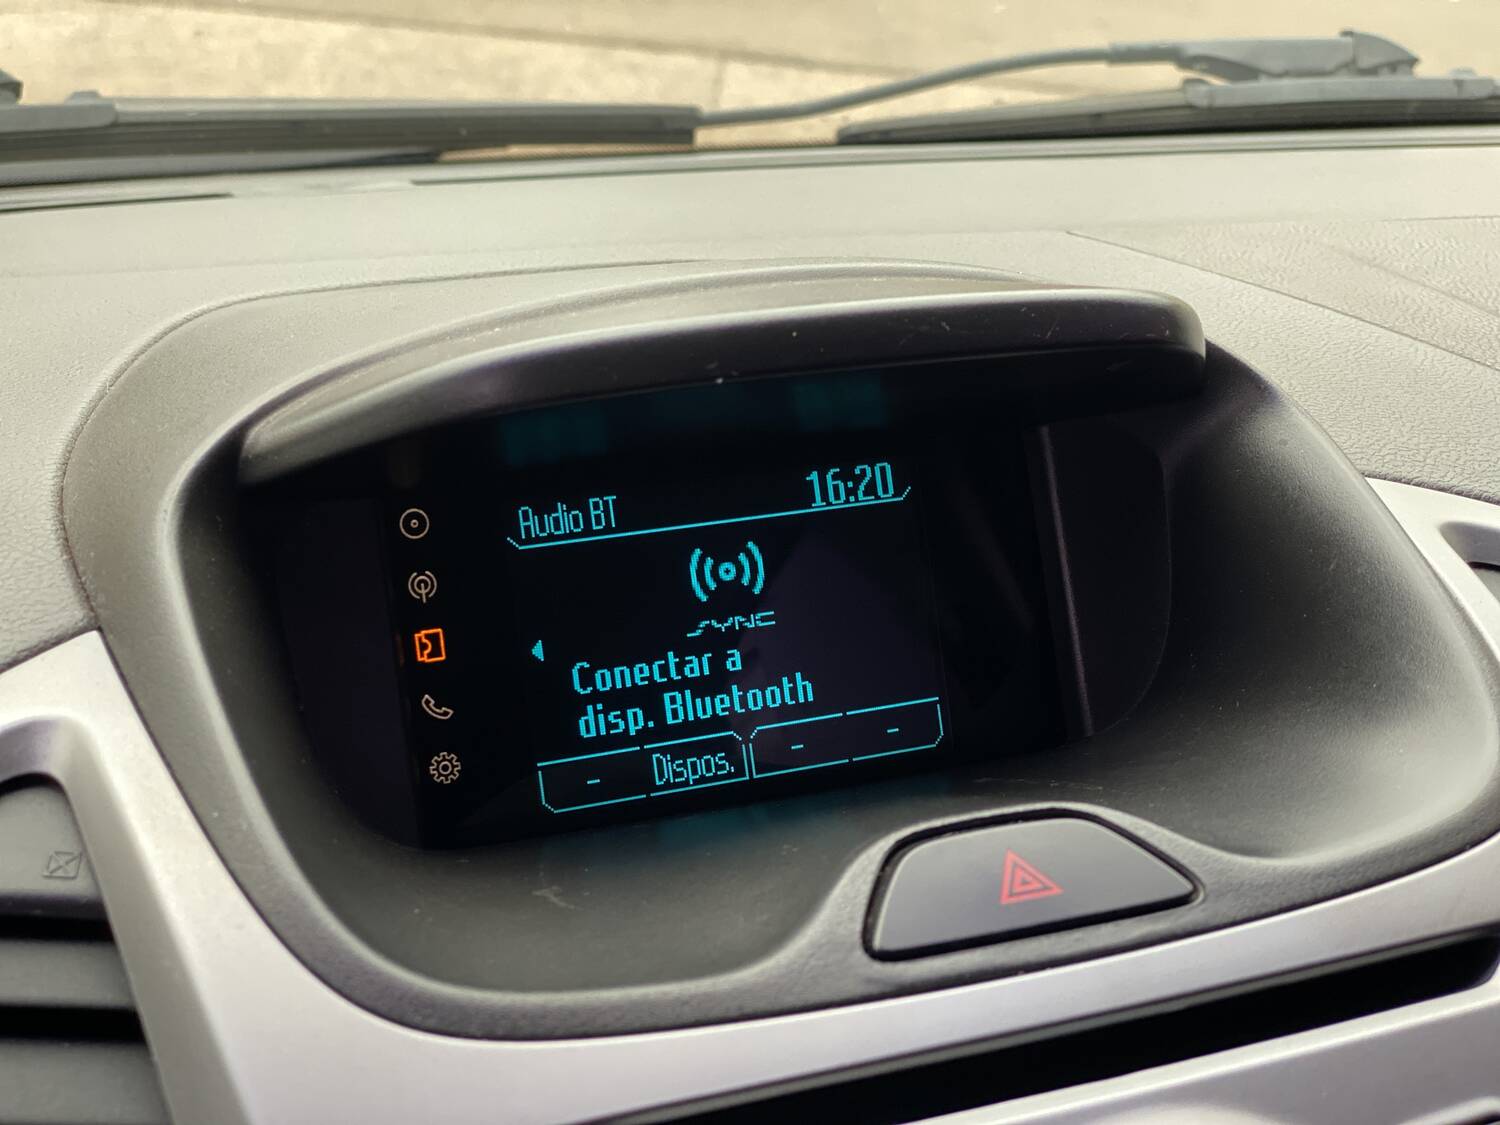 Audio BT
16:20
SYNC
Conectar a
disp. Bluetooth
- Dispos. - -